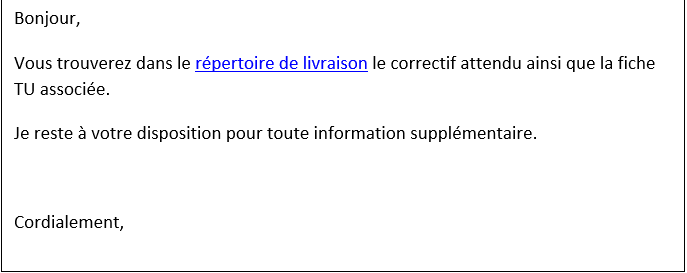 Bonjour,
Vous trouverez dans le répertoire de livraison le correctif attendu ainsi que la fiche
TU associée.
Je reste à votre disposition pour toute information supplémentaire.
Cordialement,